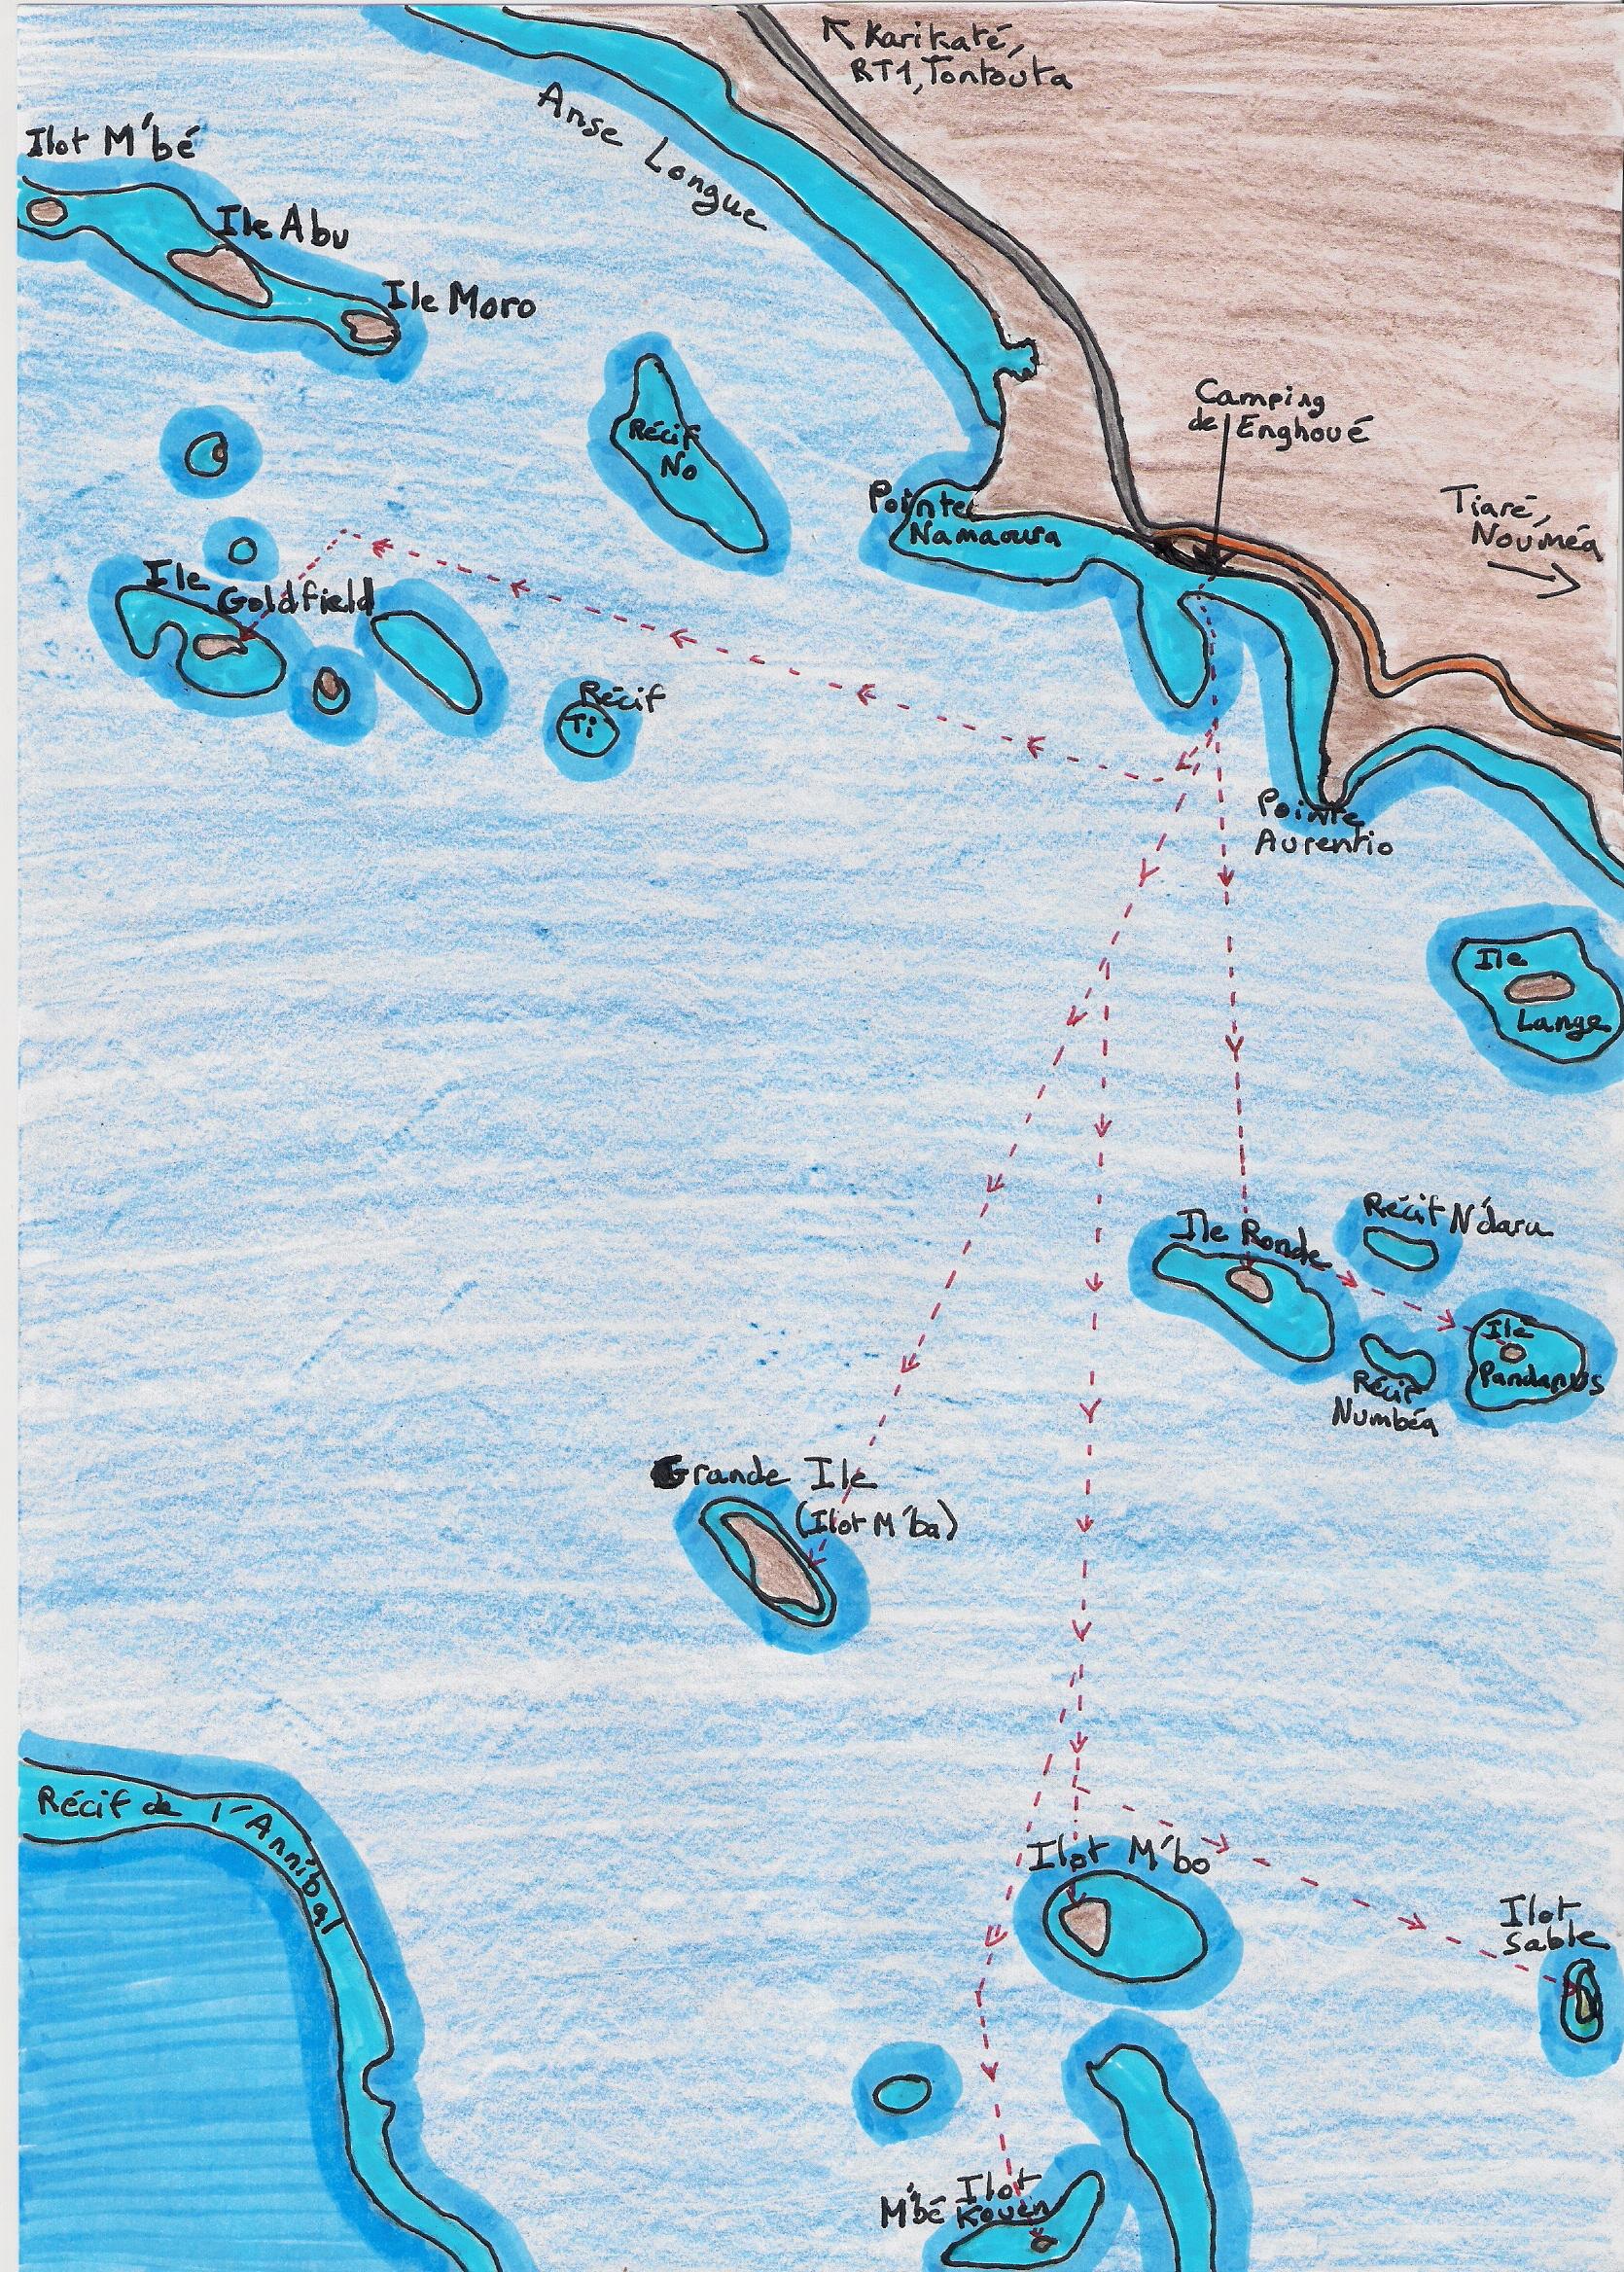 Karikaté,
RT1, Tontouta
Anse Longue
Ilot M'bé
Ile Abu
Ile Moro
Récif
No
Camping
de Enghoué
Pointe
Namaoura
Tiaré,
Nouméa
Ile
Goldfield
Récif
Ti
Pointe
Aurentio
Ile
Lange
Récif N'daru
Ile Ronde
Ile
Pandanus
Récif
Numbéa
Grande Ile
(Ilot M'ba)
Récif de l'Annibal
Ilot M'bo
Ilot
Sable
Ilot
M'bé Kouen